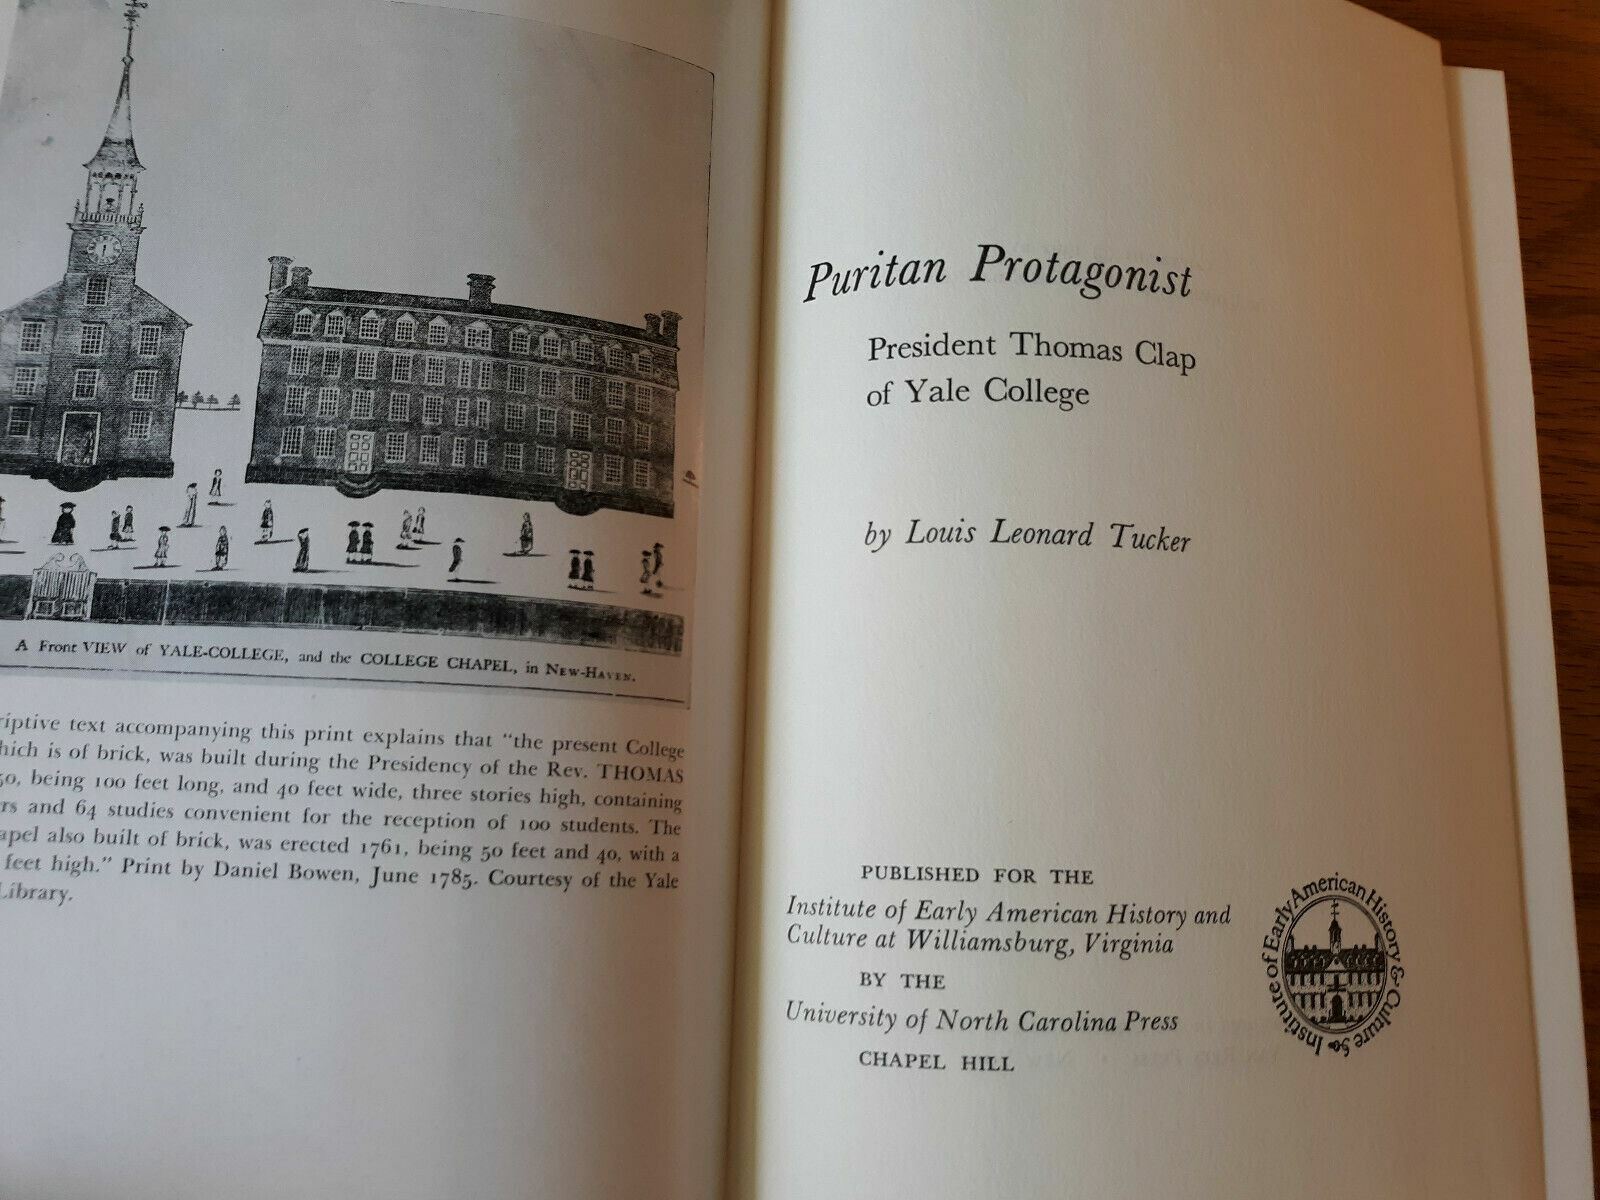 A Front VIEW of YALE-COLLEGE, and the COLLEGE CHAPEL, in NEW-HAVEN.
riptive text accompanying this print explains that "the present College
hich is of brick, was built during the Presidency of the Rev. THOMAS
50, being 100 feet long, and 40 feet wide, three stories high, containing
rs and 64 studies convenient for the reception of 100 students. The
apel also built of brick, was erected 1761, being 50 feet and 40, with a
feet high." Print by Daniel Bowen, June 1785. Courtesy of the Yale
Library.
Puritan Protagonist
President Thomas Clap
of Yale College
by Louis Leonard Tucker
PUBLISHED FOR THE
Institute of Early American History and
Culture at Williamsburg, Virginia
BY THE
University of North Carolina Press
CHAPEL HILL
Institute of Early American History & Culture